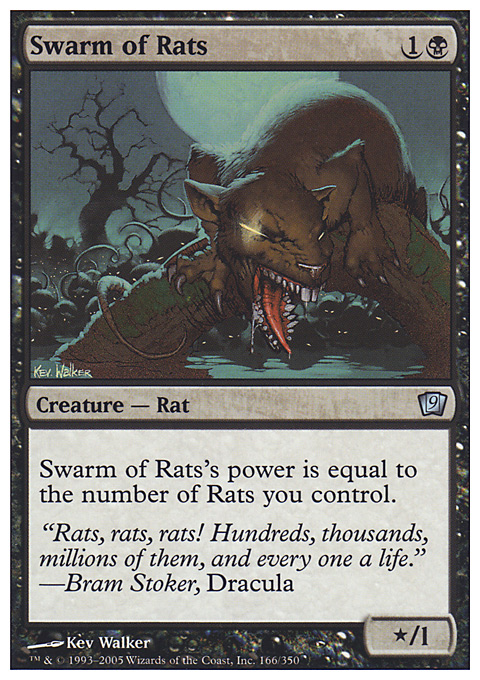 Swarm of Rats 1
KEV. WALKER
Creature — Rat 9
Swarm of Rats's power is equal to
the number of Rats you control.
“Rats, rats, rats! Hundreds, thousands,
millions of them, and every one a life.”
—Bram Stoker, Dracula
Kev Walker
★/1
™ & © 1993–2005 Wizards of the Coast, Inc. 166/350